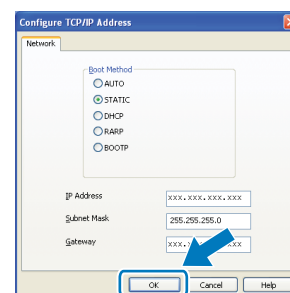 Configure TCP/IP Address
Network
Boot Method
AUTO
STATIC
DHCP
RARP
BOOTP
IP Address
xxx.xxx.xxx.xxx
Subnet Mask
255.255.255.0
Gateway
OK
Cancel
Help